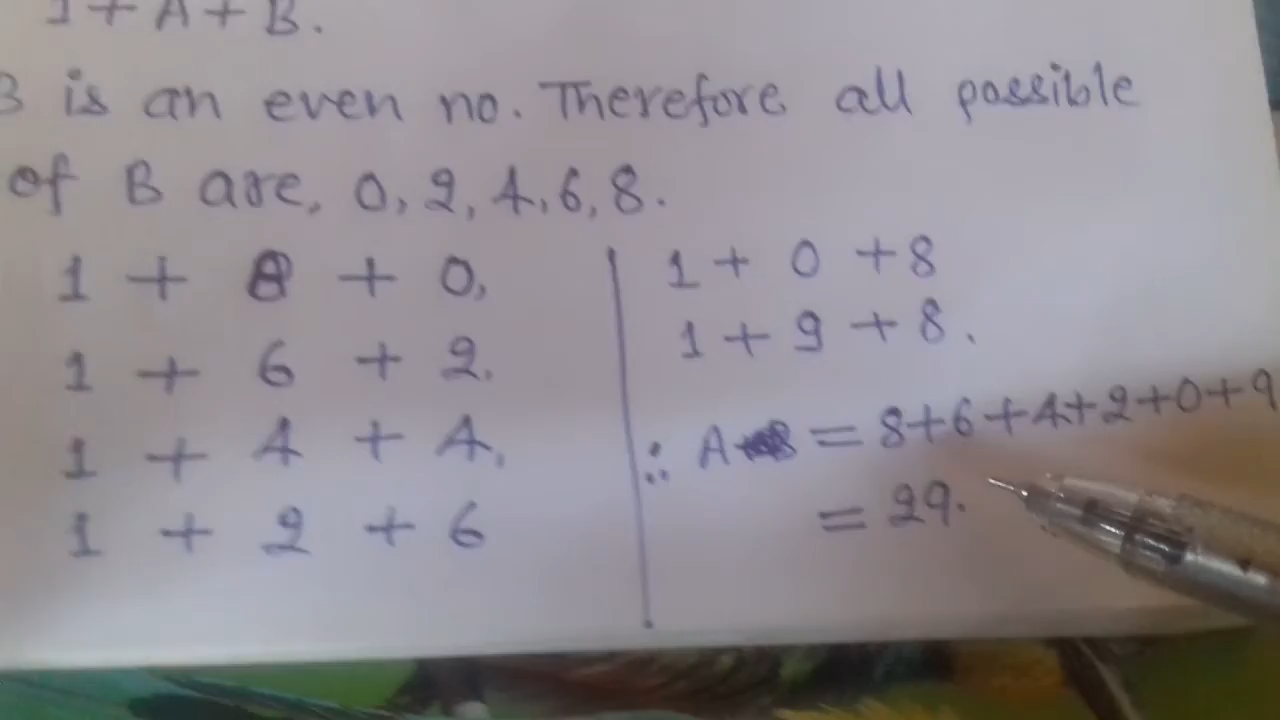 1 + A + B.
B is an even no. Therefore all possible
of B are, 0, 2, 4, 6, 8.
1 + 8 + 0,
1 + 6 + 2.
1 + 4 + 4,
1 + 2 + 6
1 + 0 + 8
1 + 9 + 8.
∴ A = 8+6+4+2+0+9
= 29.